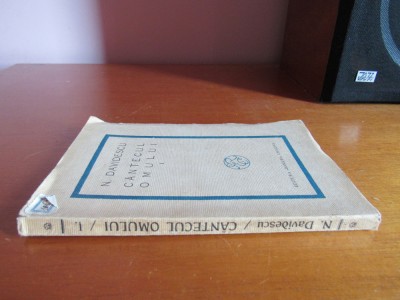 N. DAVIDESCU
CÂNTECUL
OMULUI
I
N. Davidescu / CÂNTECUL OMULUI / I.